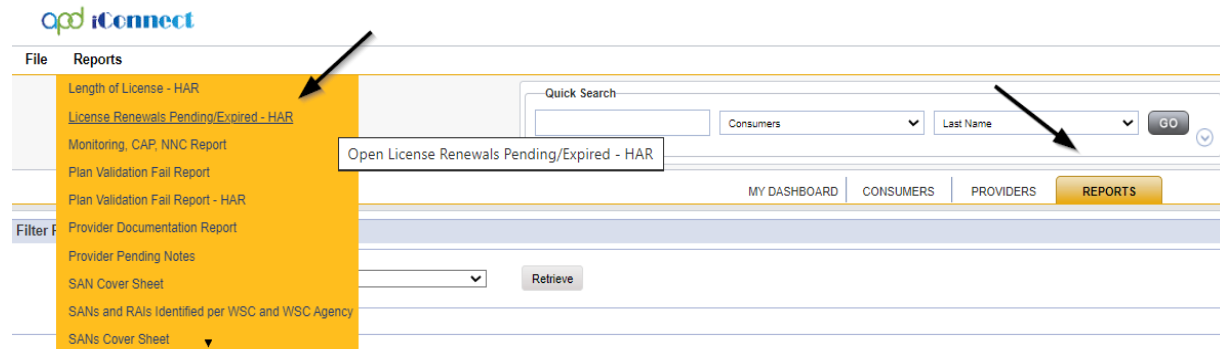 apd iConnect
File Reports
Length of License - HAR
License Renewals Pending/Expired - HAR
Monitoring, CAP, NNC Report
Plan Validation Fail Report
Plan Validation Fail Report - HAR
Provider Documentation Report
Provider Pending Notes
SAN Cover Sheet
SANs and RAIs Identified per WSC and WSC Agency
SANs Cover Sheet
Open License Renewals Pending/Expired - HAR
Quick Search
Consumers Last Name GO
MY DASHBOARD CONSUMERS PROVIDERS REPORTS
Filter
Retrieve